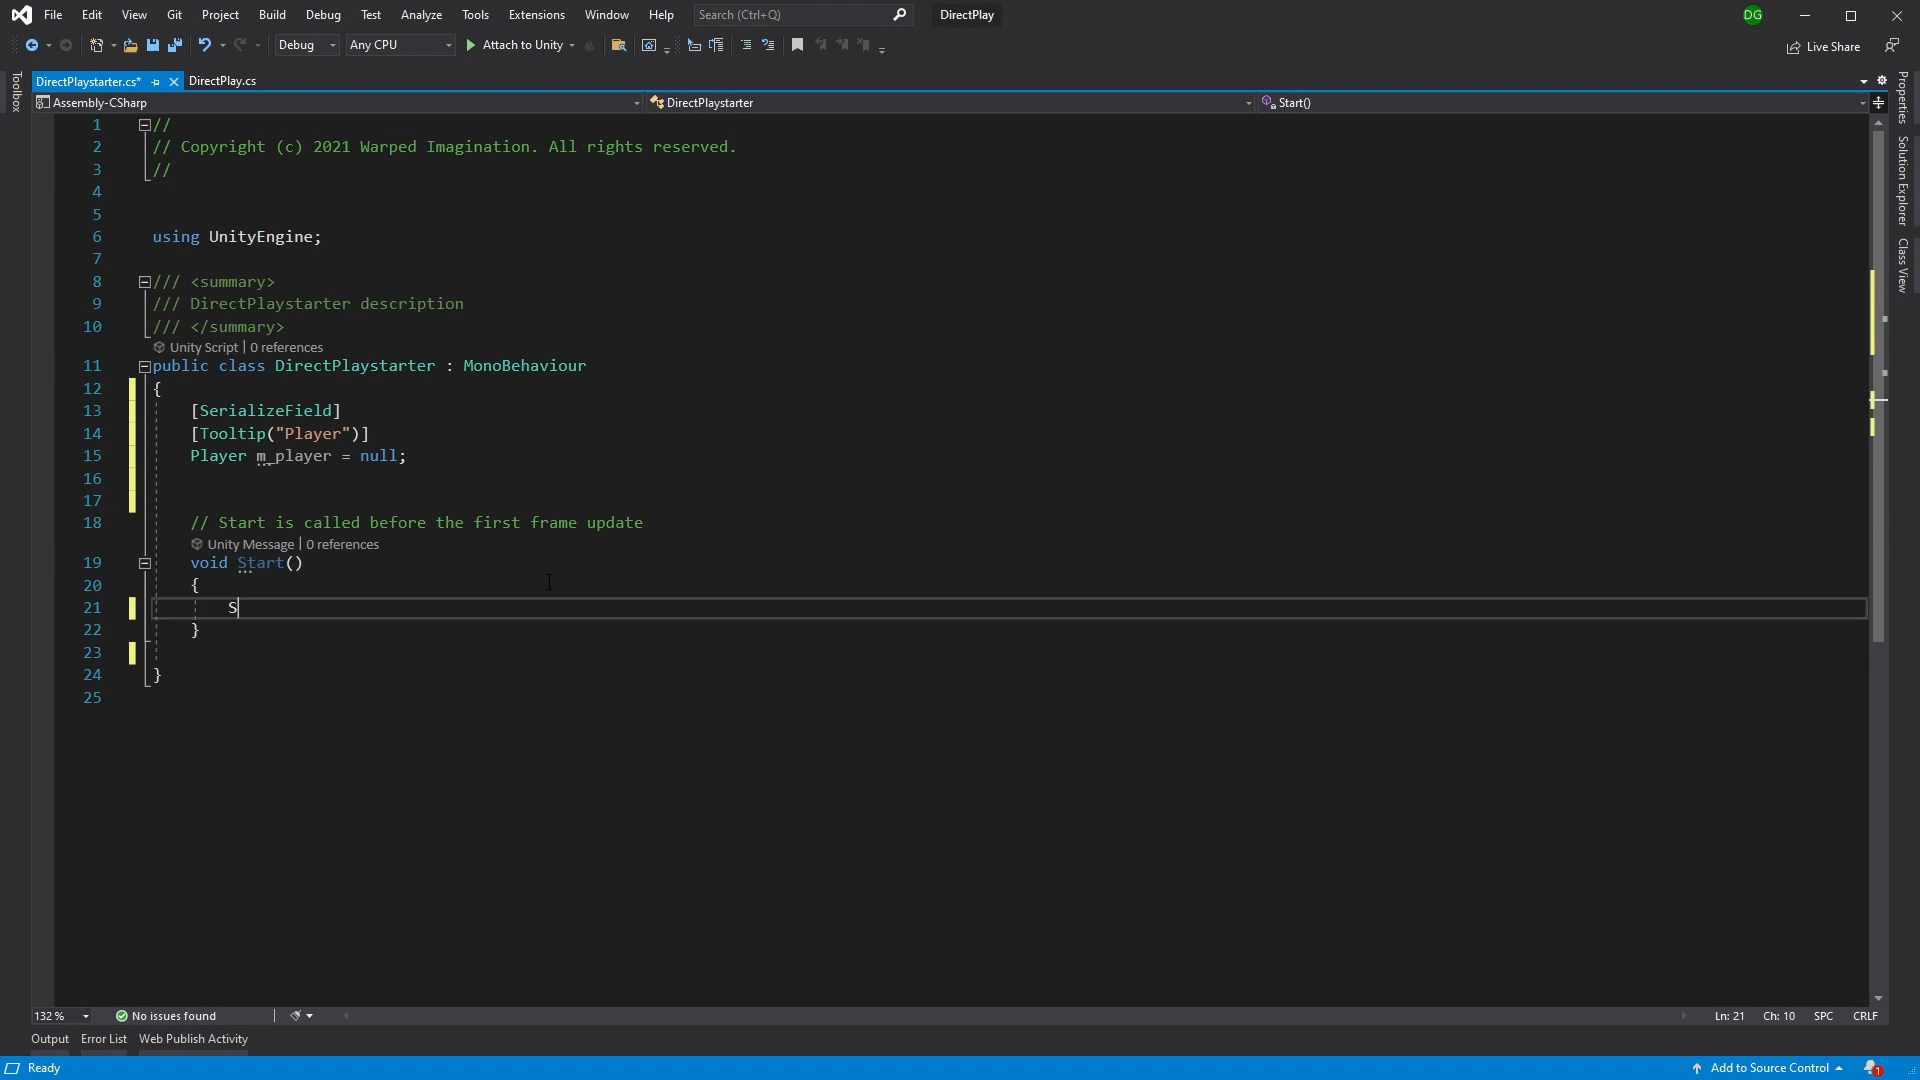 File Edit View Git Project Build Debug Test Analyze Tools Extensions Window Help Search (Ctrl+Q) DirectPlay DG
Debug Any CPU Attach to Unity Live Share
DirectPlaystarter.cs* DirectPlay.cs
Assembly-CSharp DirectPlaystarter Start()
Toolbox
Properties
Solution Explorer
Class View
1 //
2 // Copyright (c) 2021 Warped Imagination. All rights reserved.
3 //
4
5
6 using UnityEngine;
7
8 /// <summary>
9 /// DirectPlaystarter description
10 /// </summary>
Unity Script | 0 references
11 public class DirectPlaystarter : MonoBehaviour
12 {
13 [SerializeField]
14 [Tooltip("Player")]
15 Player m_player = null;
16
17
18 // Start is called before the first frame update
Unity Message | 0 references
19 void Start()
20 {
21 S
22 }
23
24 }
25
132 % No issues found Ln: 21 Ch: 10 SPC CRLF
Output Error List Web Publish Activity
Ready Add to Source Control 1